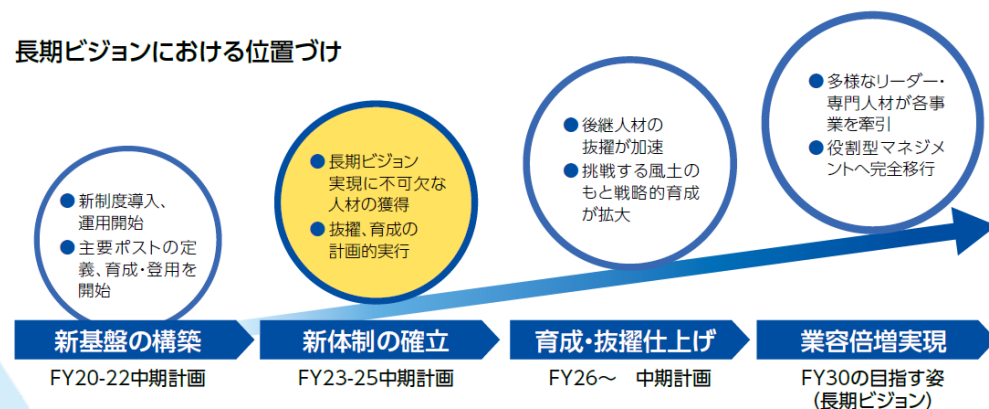 長期ビジョンにおける位置づけ
● 新制度導入、
運用開始
● 主要ポストの定
義、育成・登用を
開始
● 長期ビジョン
実現に不可欠な
人材の獲得
● 抜擢、育成の
計画的実行
● 後継人材の
抜擢が加速
● 挑戦する風土の
もと戦略的育成
が拡大
● 多様なリーダー・
専門人材が各事
業を牽引
● 役割型マネジメ
ントへ完全移行
新基盤の構築
新体制の確立
育成・抜擢仕上げ
業容倍増実現
FY20-22中期計画
FY23-25中期計画
FY26～　中期計画
FY30の目指す姿
(長期ビジョン)